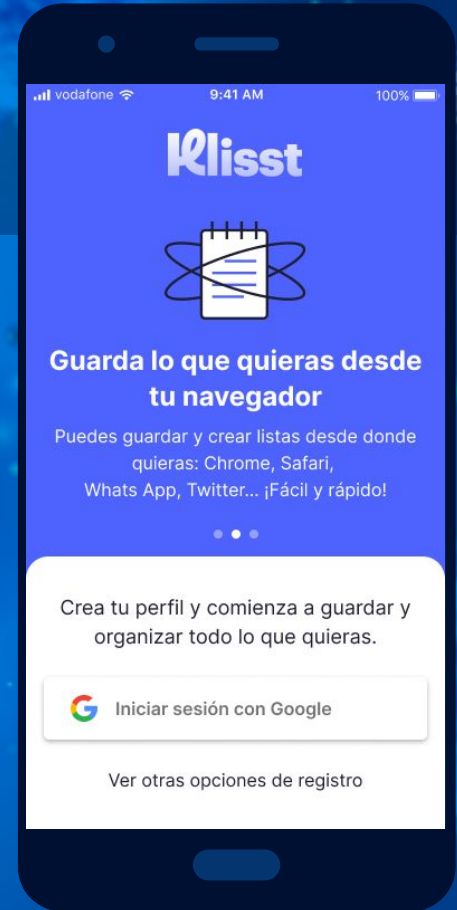 vodafone 9:41 AM 100%
Klisst
Guarda lo que quieras desde
tu navegador
Puedes guardar y crear listas desde donde
quieras: Chrome, Safari,
Whats App, Twitter... ¡Fácil y rápido!
Crea tu perfil y comienza a guardar y
organizar todo lo que quieras.
Iniciar sesión con Google
Ver otras opciones de registro